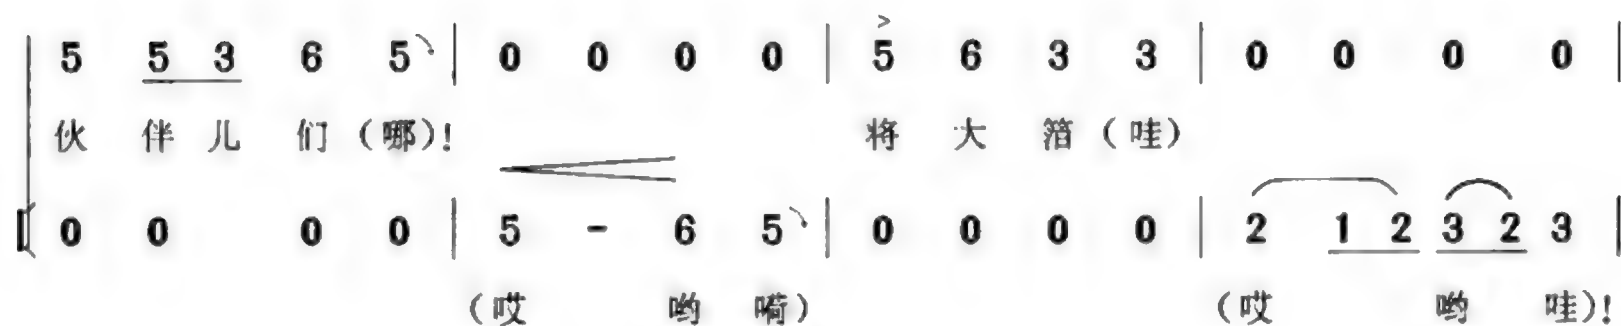 5 5 3 6 5 | 0 0 0 0 | 5 6 3 3 | 0 0 0 0 |
伙 伴 儿 们（哪）！ 将 大 箔（哇）
0 0 0 0 | 5 - 6 5 | 0 0 0 0 | 2 1 2 3 2 3 |
（哎 哟 嗬） （哎 哟 哇）！